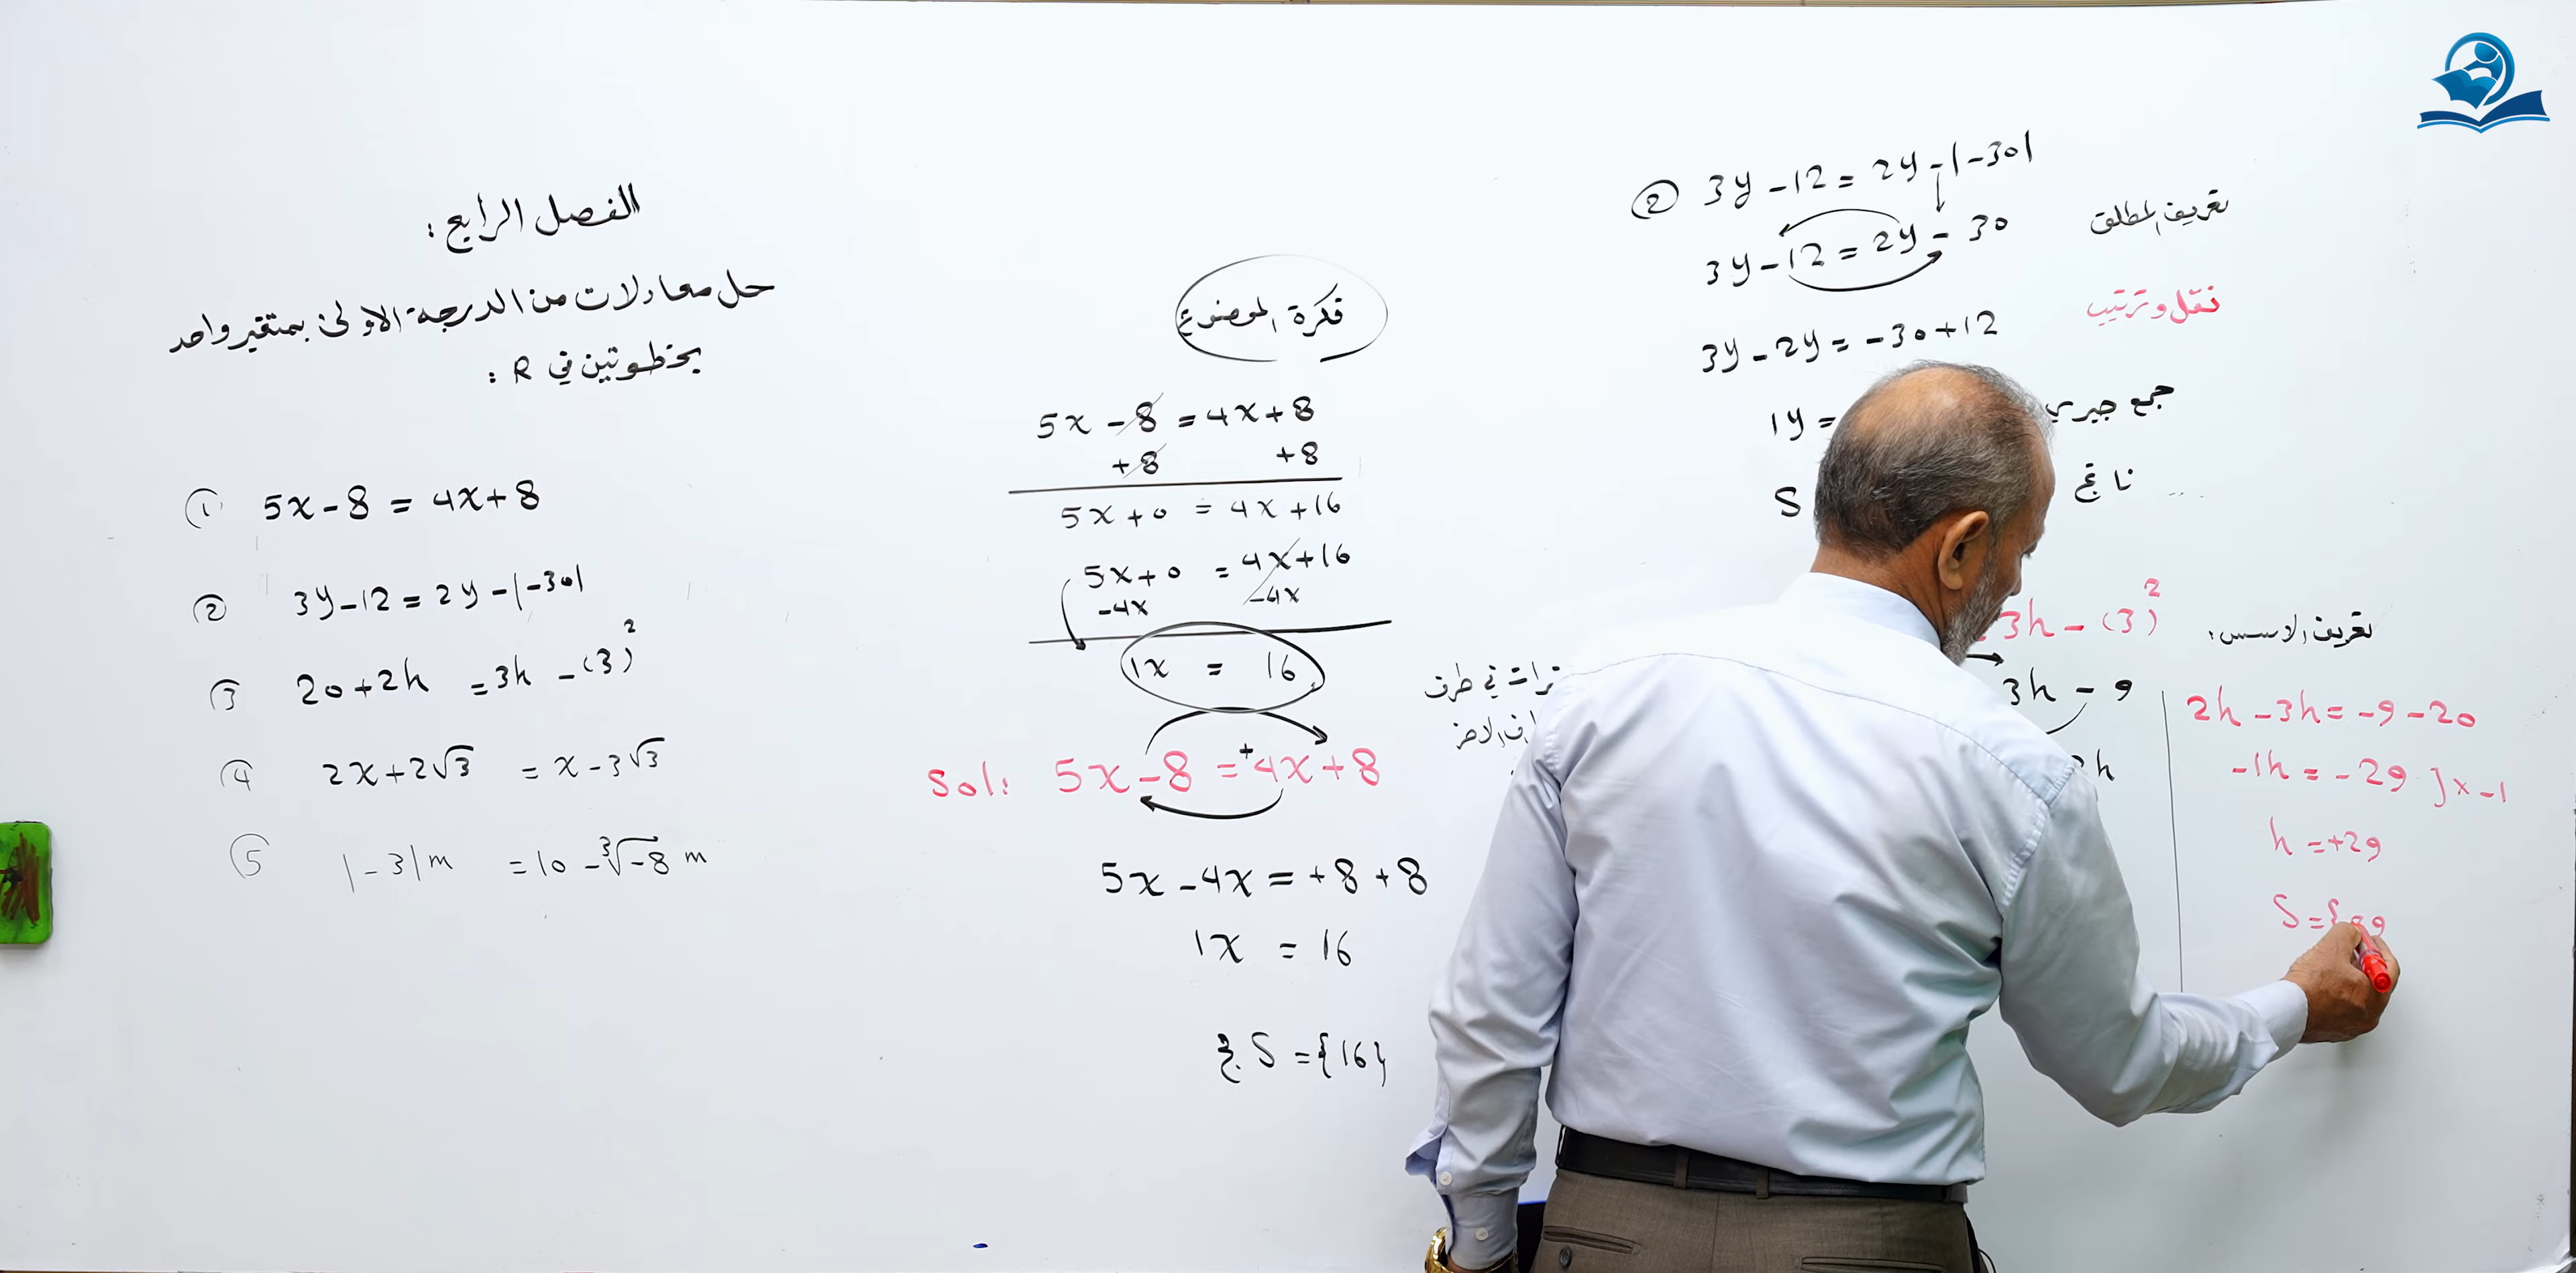 الفصل الرابع :
حل معادلات من الدرجة الاولى بمتغير واحد
بخطوتين في R :
① 5x - 8 = 4x + 8
② 3y - 12 = 2y - |-30|
③ 20 + 2h = 3h - (3)²
④ 2x + 2√3 = x - 3√3
⑤ |-3|m = 10 - ³√-8 m
فكرة الموضوع
5x - 8 = 4x + 8
+8 +8
5x + 0 = 4x + 16
5x + 0 = 4x + 16
-4x -4x
1x = 16
Sol: 5x - 8 = +4x + 8
5x - 4x = +8 + 8
1x = 16
S = {16}
في طرف
② 3y - 12 = 2y - |-30|
3y - 12 = 2y - 30 تعريف المطلق
نقل وترتيب
3y - 2y = -30 + 12
1y = جمع جبري
S ناتج
3h - (3)² تعريف الاسس:
3h - 9
2h
2h - 3h = -9 - 20
-1h = -29 ] x -1
h = +29
S = {29